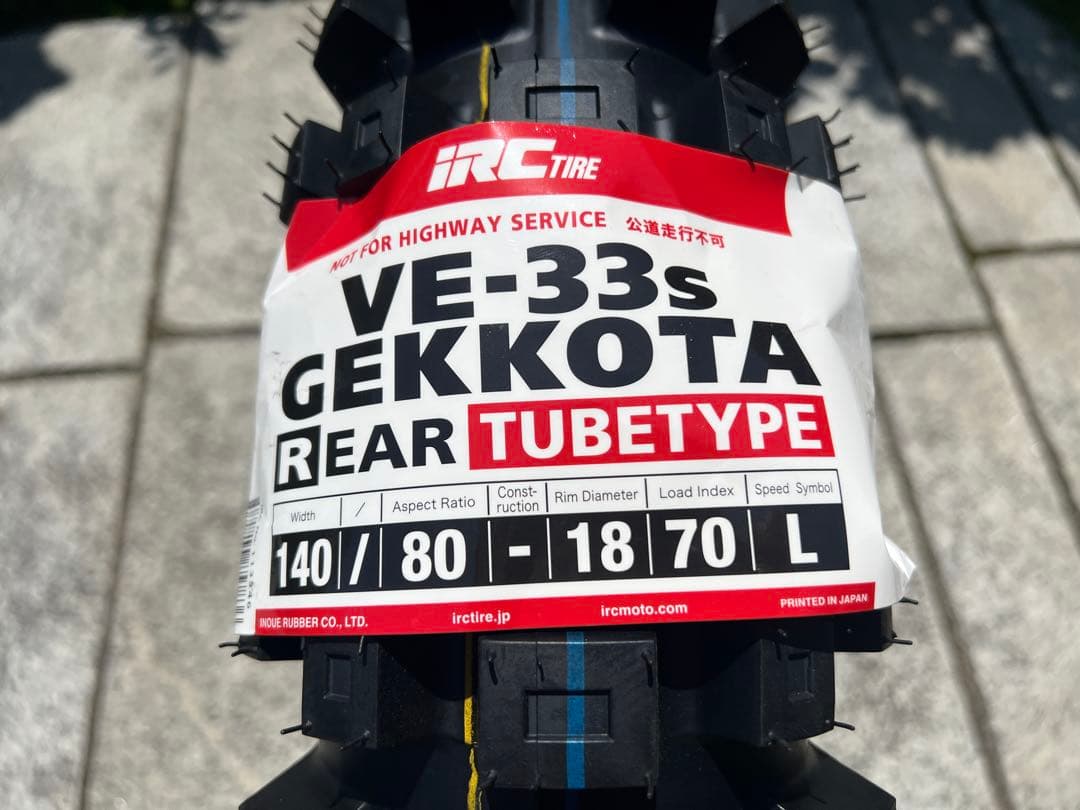 iRC TIRE
NOT FOR HIGHWAY SERVICE 公道走行不可
VE-33s
GEKKOTA
REAR TUBETYPE
Width / Aspect Ratio Const-ruction Rim Diameter Load Index Speed Symbol
140 / 80 - 18 70 L
INOUE RUBBER CO., LTD. irctire.jp ircmoto.com PRINTED IN JAPAN